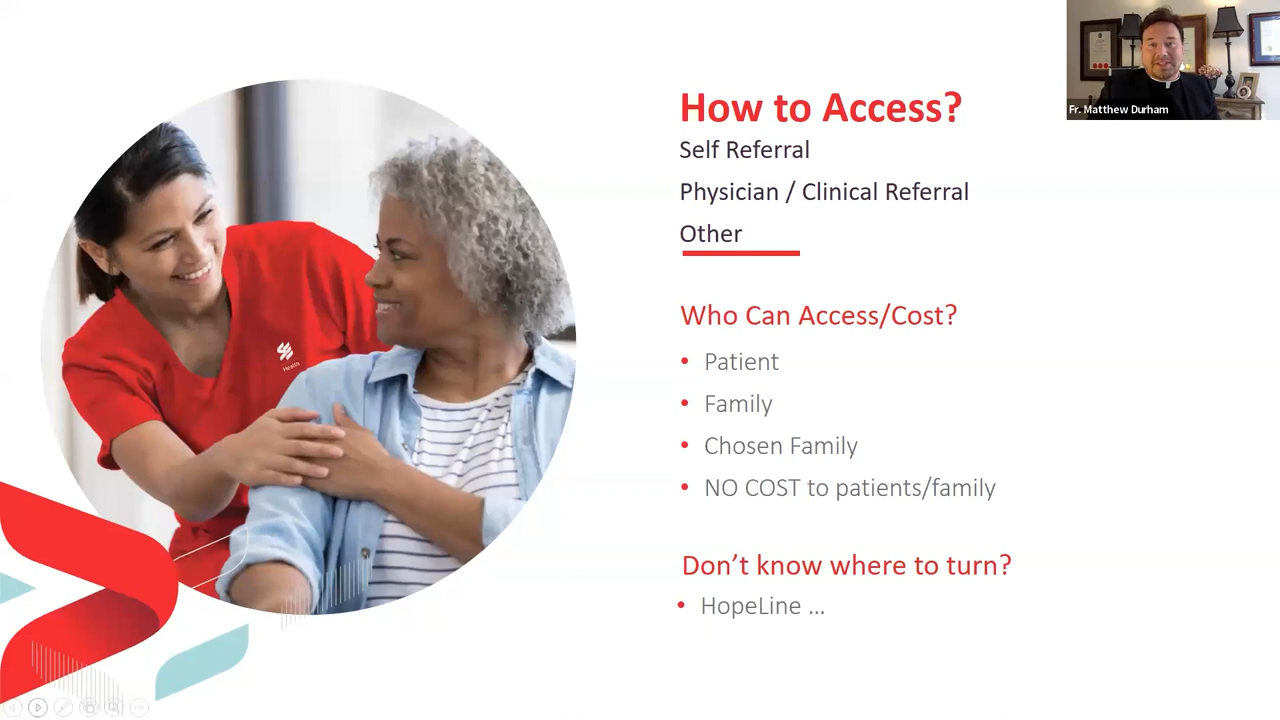 How to Access?
Self Referral
Physician / Clinical Referral
Other
Who Can Access/Cost?
• Patient
• Family
• Chosen Family
• NO COST to patients/family
Don’t know where to turn?
• HopeLine ...
Fr. Matthew Durham
Health